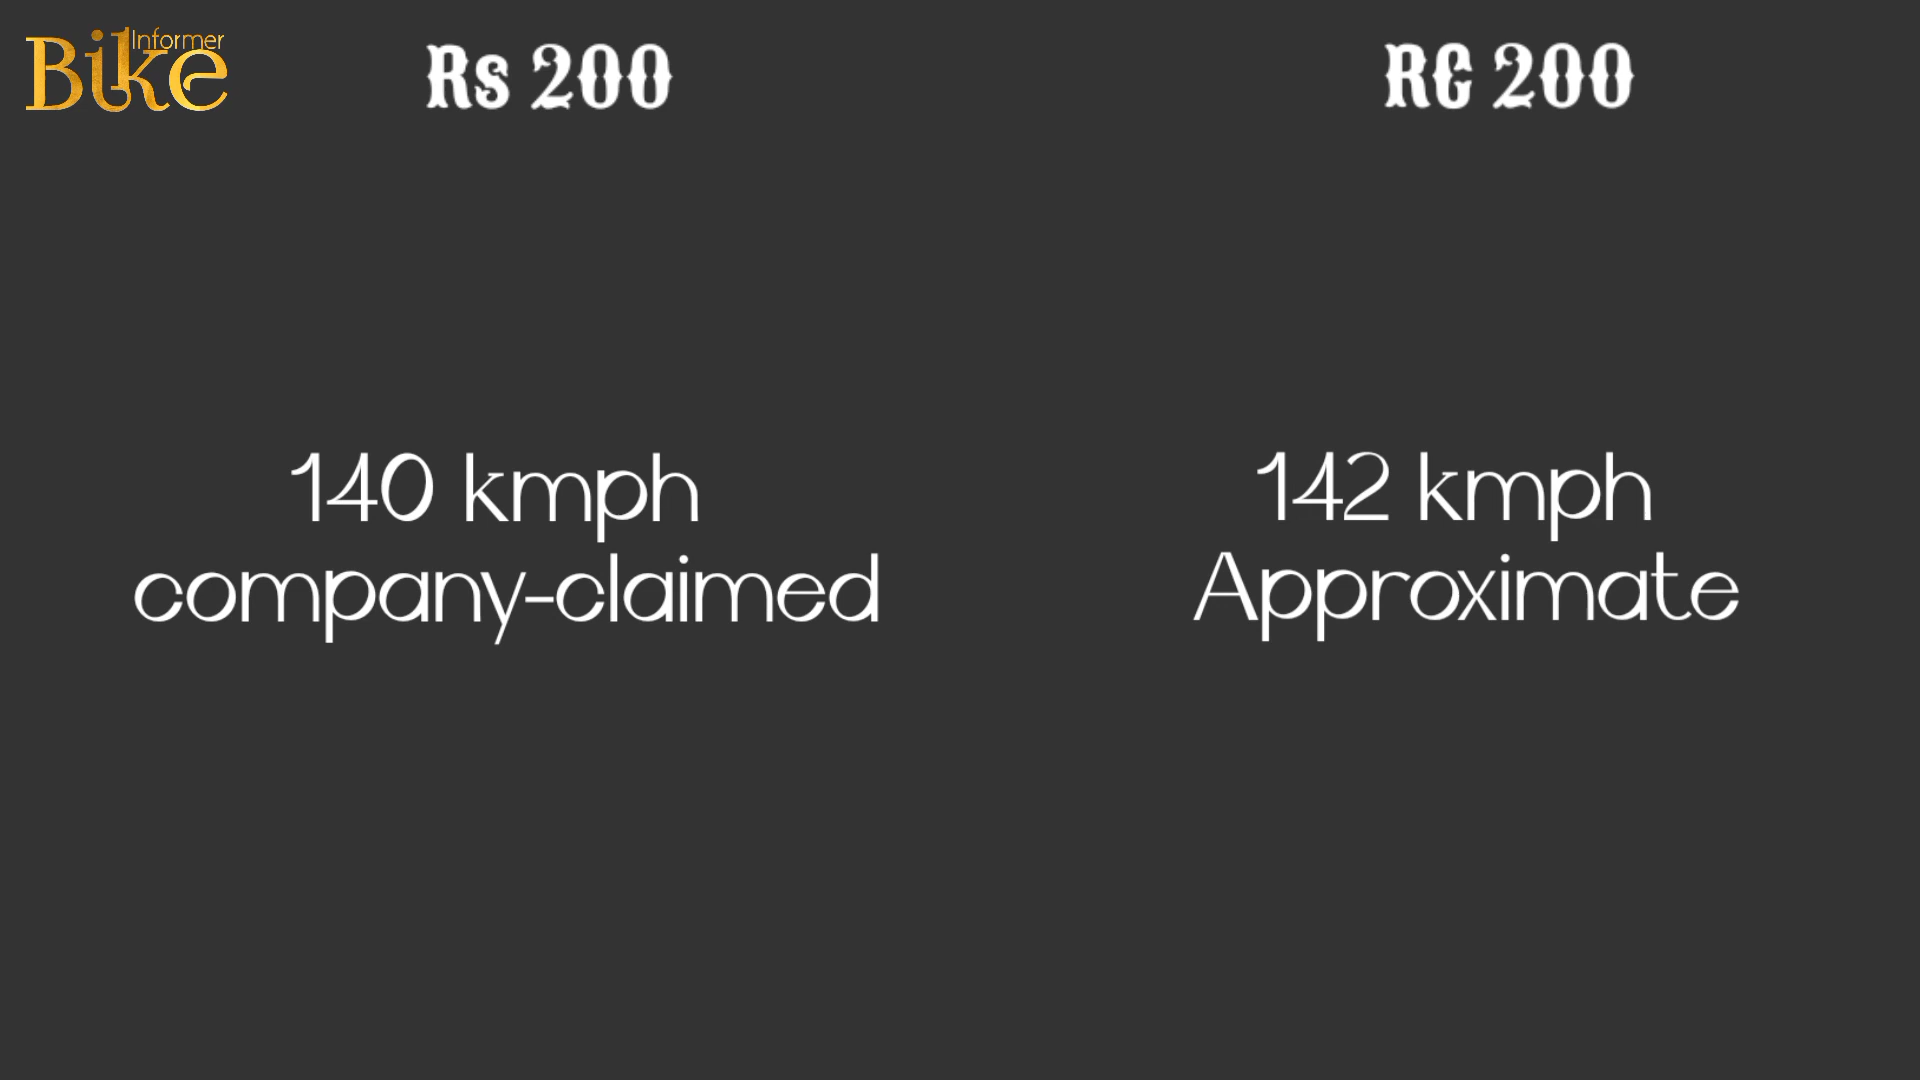 Informer
Bike
Rs 200
RC 200
140 kmph
company-claimed
142 kmph
Approximate